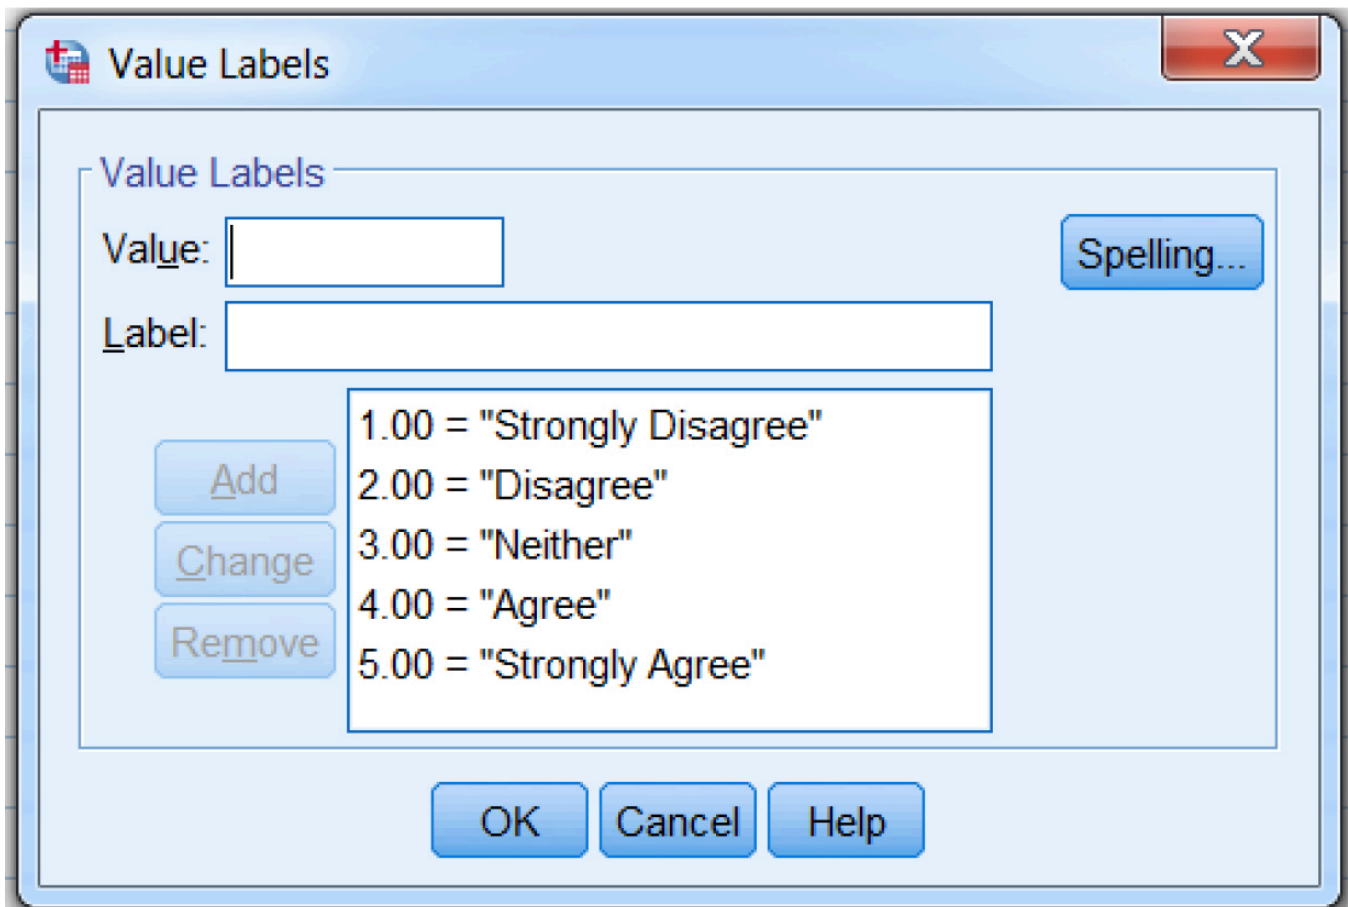 Value Labels
Value Labels
Value:
Spelling...
Label:
1.00 = "Strongly Disagree"
2.00 = "Disagree"
3.00 = "Neither"
4.00 = "Agree"
5.00 = "Strongly Agree"
Add
Change
Remove
OK
Cancel
Help